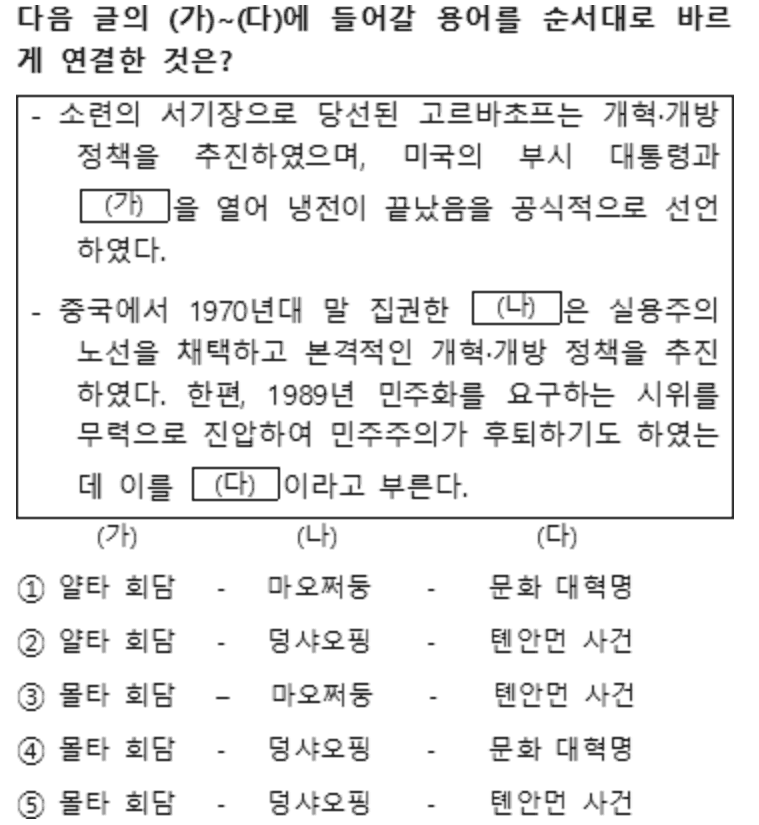 다음 글의 (가)~(다)에 들어갈 용어를 순서대로 바르
게 연결한 것은?
- 소련의 서기장으로 당선된 고르바초프는 개혁·개방
정책을 추진하였으며, 미국의 부시 대통령과
(가) 을 열어 냉전이 끝났음을 공식적으로 선언
하였다.
- 중국에서 1970년대 말 집권한 (나) 은 실용주의
노선을 채택하고 본격적인 개혁·개방 정책을 추진
하였다. 한편, 1989년 민주화를 요구하는 시위를
무력으로 진압하여 민주주의가 후퇴하기도 하였는
데 이를 (다) 이라고 부른다.
(가) (나) (다)
① 얄타 회담 - 마오쩌둥 - 문화 대혁명
② 얄타 회담 - 덩샤오핑 - 톈안먼 사건
③ 몰타 회담 – 마오쩌둥 - 톈안먼 사건
④ 몰타 회담 - 덩샤오핑 - 문화 대혁명
⑤ 몰타 회담 - 덩샤오핑 - 톈안먼 사건